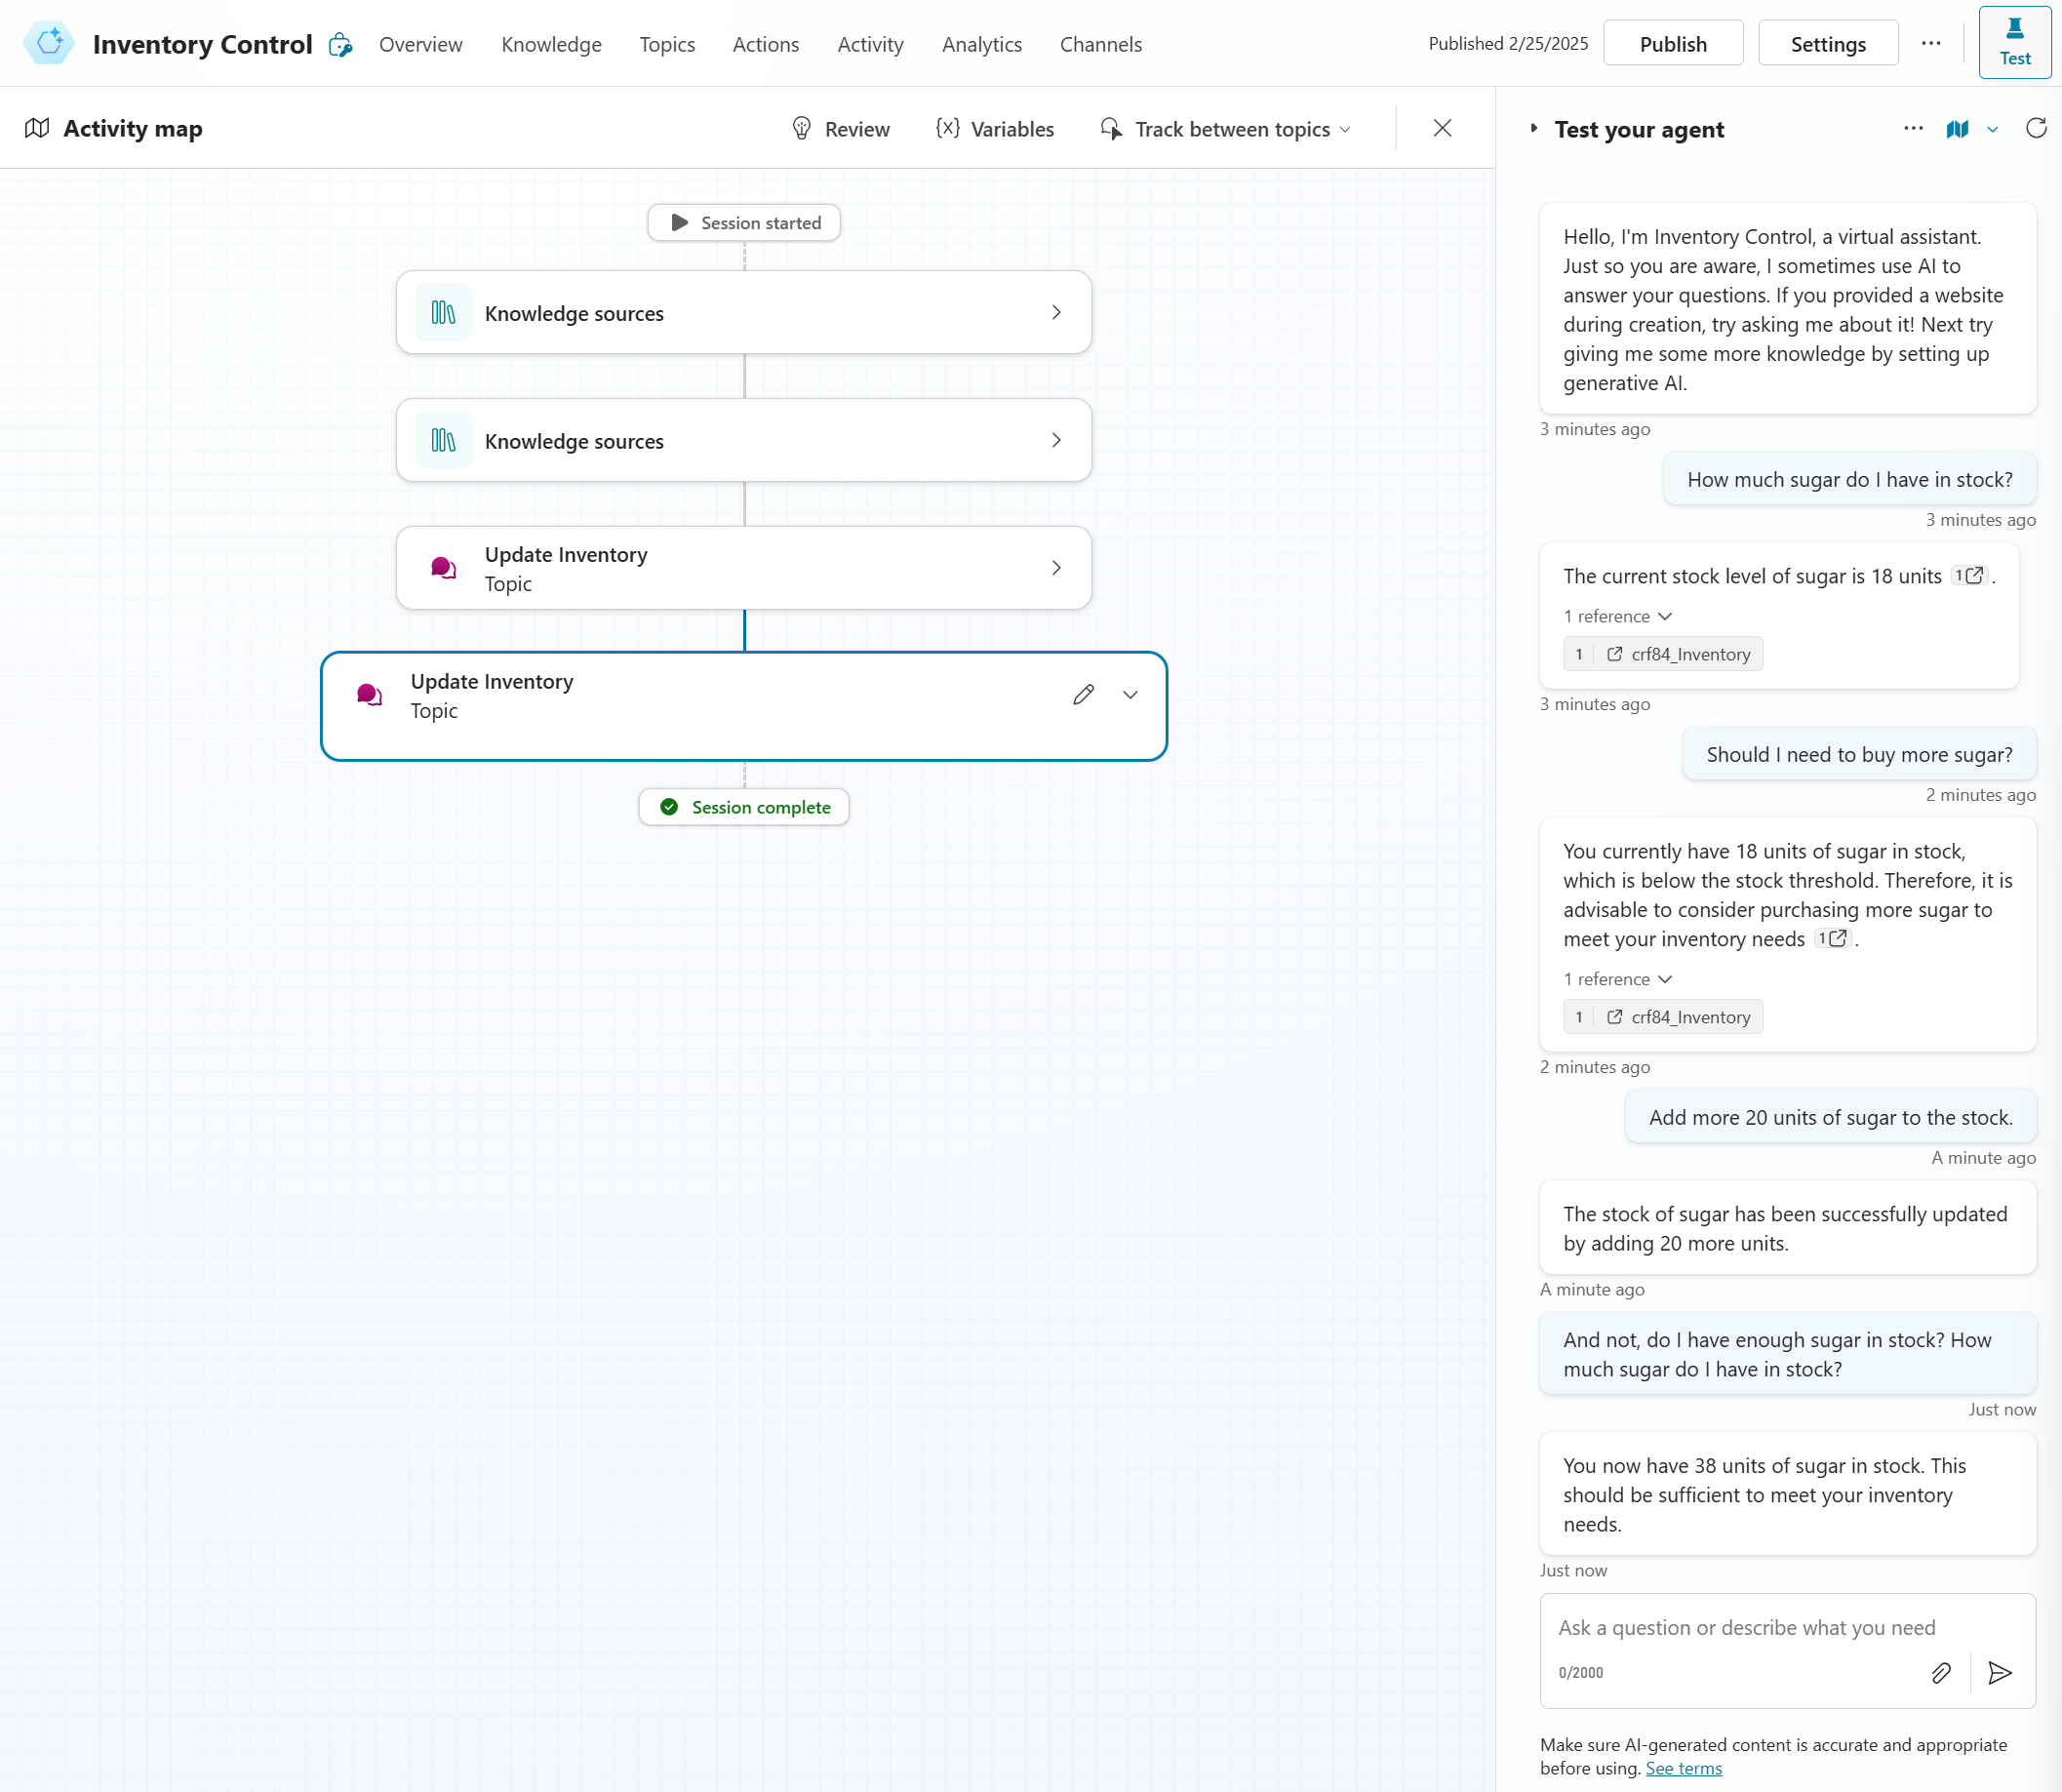 Inventory Control
Overview
Knowledge
Topics
Actions
Activity
Analytics
Channels
Published 2/25/2025
Publish
Settings
Test
Activity map
Review
{x} Variables
Track between topics
Session started
Knowledge sources
Knowledge sources
Update Inventory
Topic
Update Inventory
Topic
Session complete
Test your agent
Hello, I'm Inventory Control, a virtual assistant.
Just so you are aware, I sometimes use AI to
answer your questions. If you provided a website
during creation, try asking me about it! Next try
giving me some more knowledge by setting up
generative AI.
3 minutes ago
How much sugar do I have in stock?
3 minutes ago
The current stock level of sugar is 18 units 1 .
1 reference
1 crf84_Inventory
3 minutes ago
Should I need to buy more sugar?
2 minutes ago
You currently have 18 units of sugar in stock,
which is below the stock threshold. Therefore, it is
advisable to consider purchasing more sugar to
meet your inventory needs 1 .
1 reference
1 crf84_Inventory
2 minutes ago
Add more 20 units of sugar to the stock.
A minute ago
The stock of sugar has been successfully updated
by adding 20 more units.
A minute ago
And not, do I have enough sugar in stock? How
much sugar do I have in stock?
Just now
You now have 38 units of sugar in stock. This
should be sufficient to meet your inventory
needs.
Just now
Ask a question or describe what you need
0/2000
Make sure AI-generated content is accurate and appropriate
before using. See terms